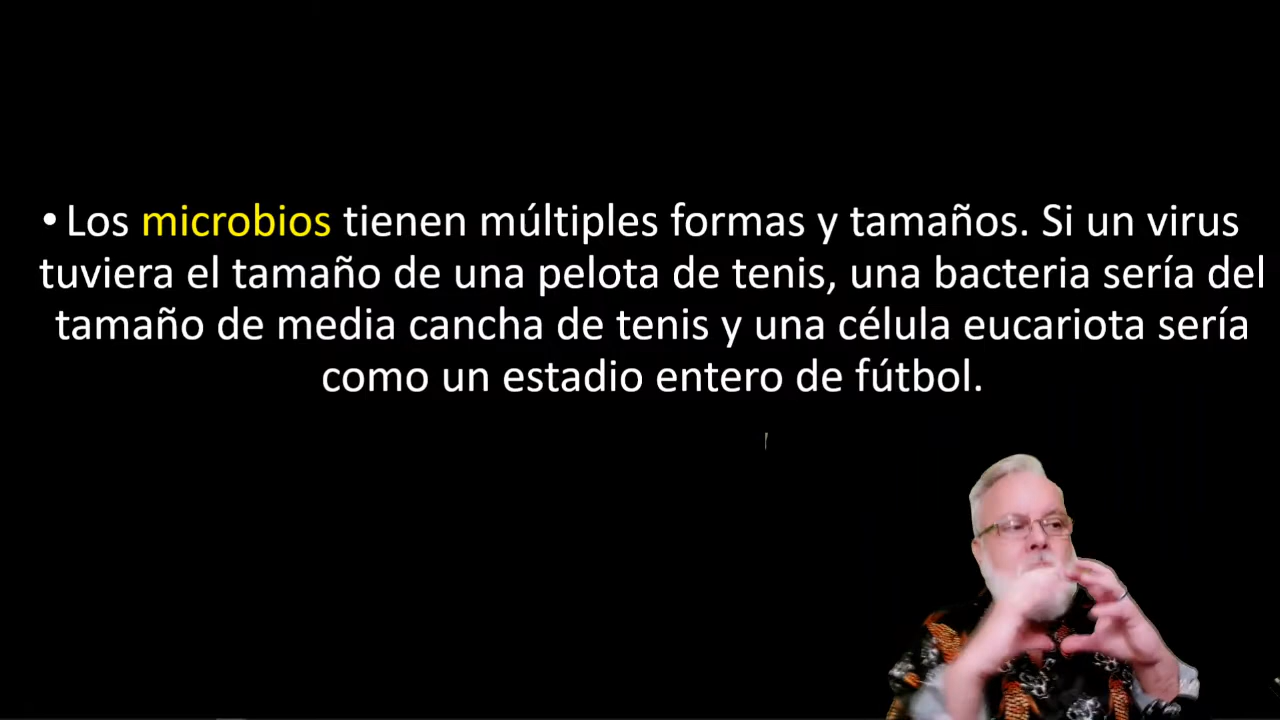 •Los microbios tienen múltiples formas y tamaños. Si un virus
tuviera el tamaño de una pelota de tenis, una bacteria sería del
tamaño de media cancha de tenis y una célula eucariota sería
como un estadio entero de fútbol.